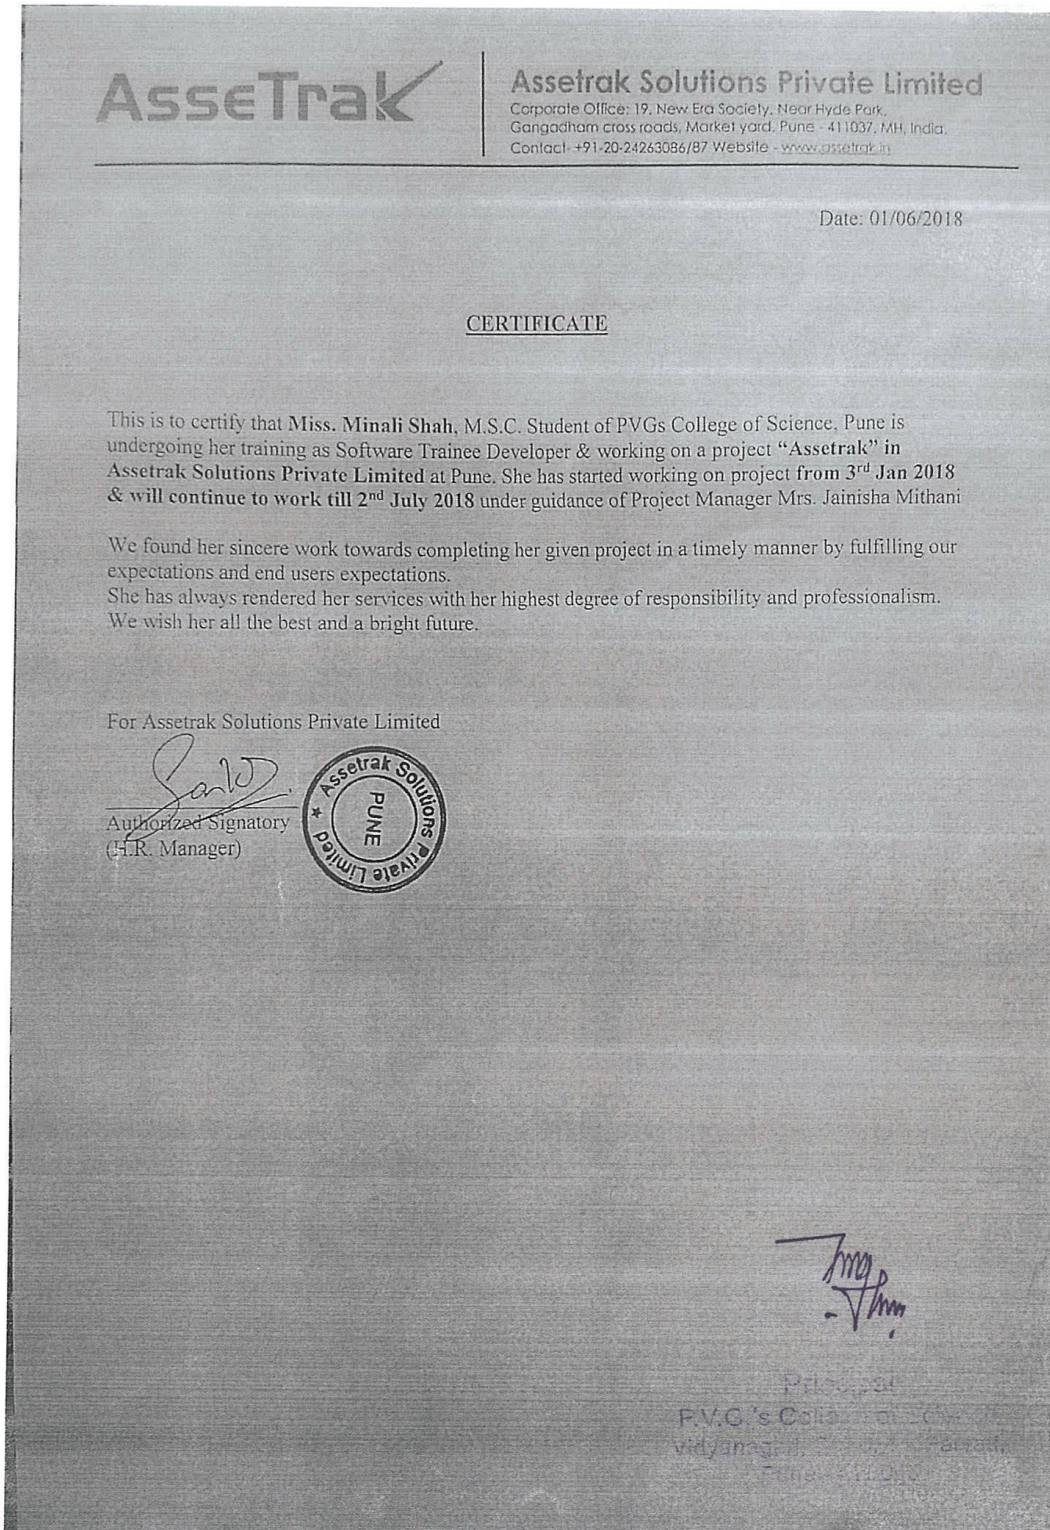 AsseTrak
Assetrak Solutions Private Limited
Corporate Office: 19, New Era Society, Near Hyde Park,
Gangadham cross roads, Market yard, Pune - 411037, MH, India.
Contact- +91-20-24263086/87 Website - www.assetrak.in
Date: 01/06/2018
CERTIFICATE
This is to certify that Miss. Minali Shah, M.S.C. Student of PVGs College of Science, Pune is
undergoing her training as Software Trainee Developer & working on a project “Assetrak” in
Assetrak Solutions Private Limited at Pune. She has started working on project from 3rd Jan 2018
& will continue to work till 2nd July 2018 under guidance of Project Manager Mrs. Jainisha Mithani
We found her sincere work towards completing her given project in a timely manner by fulfilling our
expectations and end users expectations.
She has always rendered her services with her highest degree of responsibility and professionalism.
We wish her all the best and a bright future.
For Assetrak Solutions Private Limited
Authorized Signatory
(H.R. Manager)
Assetrak Solutions Private Limited ★
PUNE
Principal
P.V.G.'s